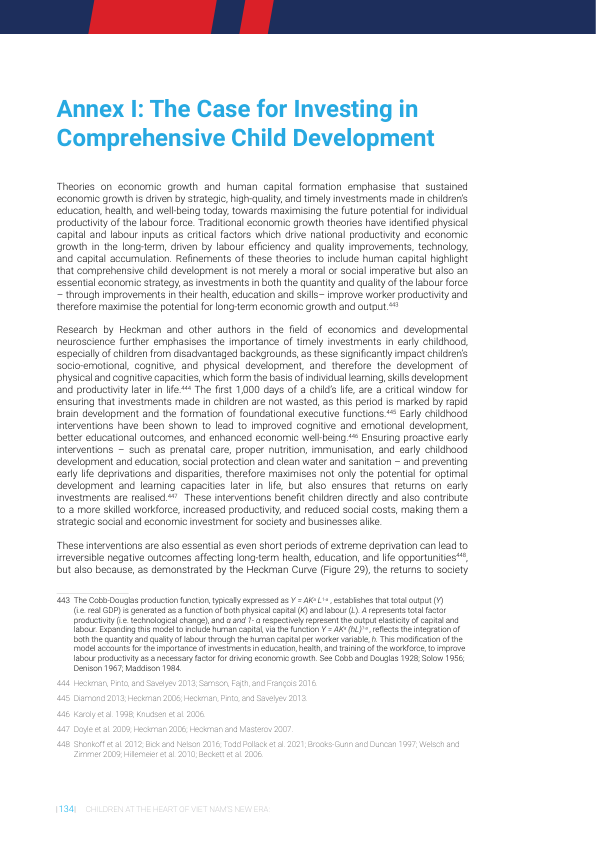 Annex I: The Case for Investing in
Comprehensive Child Development
Theories on economic growth and human capital formation emphasise that sustained
economic growth is driven by strategic, high-quality, and timely investments made in children's
education, health, and well-being today, towards maximising the future potential for individual
productivity of the labour force. Traditional economic growth theories have identified physical
capital and labour inputs as critical factors which drive national productivity and economic
growth in the long-term, driven by labour efficiency and quality improvements, technology,
and capital accumulation. Refinements of these theories to include human capital highlight
that comprehensive child development is not merely a moral or social imperative but also an
essential economic strategy, as investments in both the quantity and quality of the labour force
– through improvements in their health, education and skills– improve worker productivity and
therefore maximise the potential for long-term economic growth and output.⁴⁴³
Research by Heckman and other authors in the field of economics and developmental
neuroscience further emphasises the importance of timely investments in early childhood,
especially of children from disadvantaged backgrounds, as these significantly impact children's
socio-emotional, cognitive, and physical development, and therefore the development of
physical and cognitive capacities, which form the basis of individual learning, skills development
and productivity later in life.⁴⁴⁴ The first 1,000 days of a child's life, are a critical window for
ensuring that investments made in children are not wasted, as this period is marked by rapid
brain development and the formation of foundational executive functions.⁴⁴⁵ Early childhood
interventions have been shown to lead to improved cognitive and emotional development,
better educational outcomes, and enhanced economic well-being.⁴⁴⁶ Ensuring proactive early
interventions – such as prenatal care, proper nutrition, immunisation, and early childhood
development and education, social protection and clean water and sanitation – and preventing
early life deprivations and disparities, therefore maximises not only the potential for optimal
development and learning capacities later in life, but also ensures that returns on early
investments are realised.⁴⁴⁷ These interventions benefit children directly and also contribute
to a more skilled workforce, increased productivity, and reduced social costs, making them a
strategic social and economic investment for society and businesses alike.
These interventions are also essential as even short periods of extreme deprivation can lead to
irreversible negative outcomes affecting long-term health, education, and life opportunities⁴⁴⁸,
but also because, as demonstrated by the Heckman Curve (Figure 29), the returns to society
443 The Cobb-Douglas production function, typically expressed as Y = AKᵅ L¹⁻ᵅ , establishes that total output (Y)
(i.e. real GDP) is generated as a function of both physical capital (K) and labour (L). A represents total factor
productivity (i.e. technological change), and α and 1- α respectively represent the output elasticity of capital and
labour. Expanding this model to include human capital, via the function Y = AKᵅ (hL)¹⁻ᵅ, reflects the integration of
both the quantity and quality of labour through the human capital per worker variable, h. This modification of the
model accounts for the importance of investments in education, health, and training of the workforce, to improve
labour productivity as a necessary factor for driving economic growth. See Cobb and Douglas 1928; Solow 1956;
Denison 1967; Maddison 1984.
444 Heckman, Pinto, and Savelyev 2013; Samson, Fajth, and François 2016.
445 Diamond 2013; Heckman 2006; Heckman, Pinto, and Savelyev 2013.
446 Karoly et al. 1998; Knudsen et al. 2006.
447 Doyle et al. 2009; Heckman 2006; Heckman and Masterov 2007.
448 Shonkoff et al. 2012; Bick and Nelson 2016; Todd Pollack et al. 2021; Brooks-Gunn and Duncan 1997; Welsch and
Zimmer 2009; Hillemeier et al. 2010; Beckett et al. 2006.
|134| CHILDREN AT THE HEART OF VIET NAM'S NEW ERA